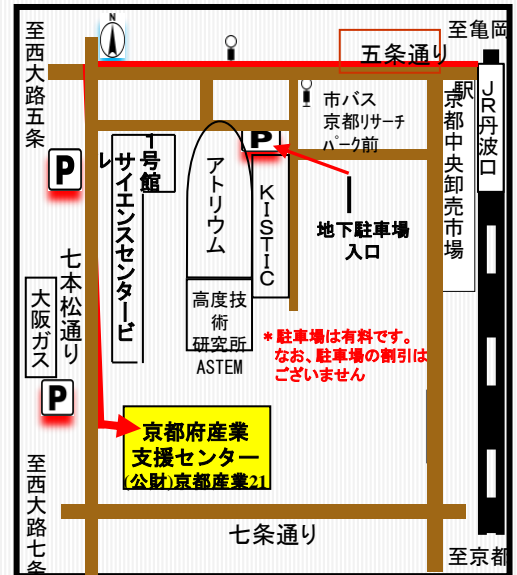 N
至亀岡
五条通り
至西大路五条
市バス
京都リサーチ
パーク前
JR丹波口
駅
京都中央卸売市場
P
P
1号館
サイエンスセンタービ
レ
アトリウム
KISTIC
地下駐車場
入口
七本松通り
大阪ガス
高度技
術
研究所
ASTEM
*駐車場は有料です。
なお、駐車場の割引は
ございません
P
京都府産業
支援センター
(公財)京都産業21
至西大路七条
七条通り
至京都